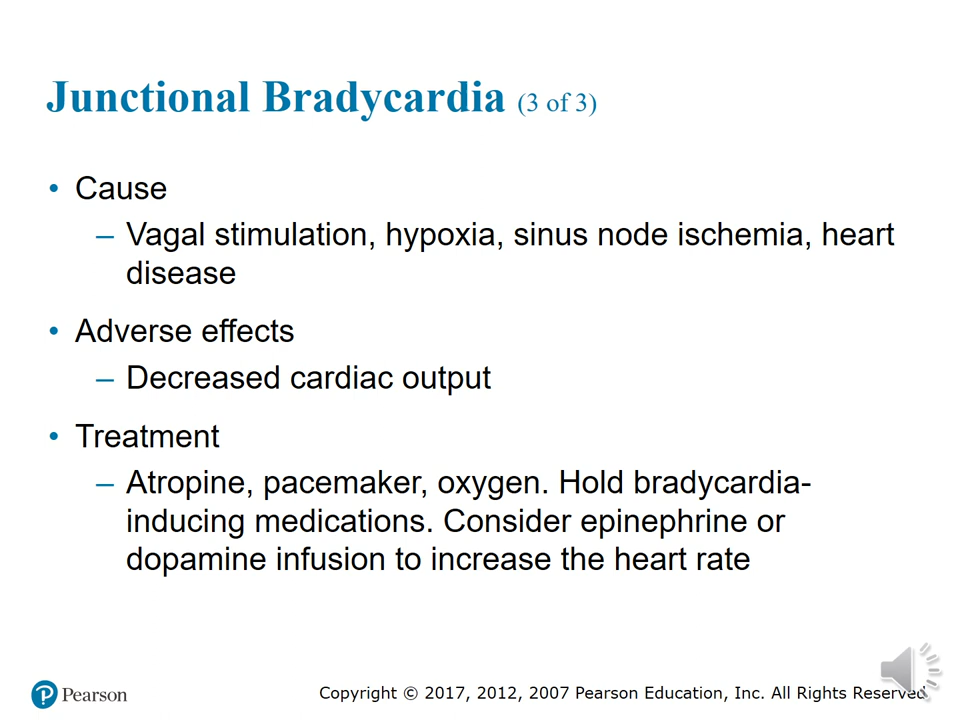 Junctional Bradycardia (3 of 3)
• Cause
– Vagal stimulation, hypoxia, sinus node ischemia, heart
disease
• Adverse effects
– Decreased cardiac output
• Treatment
– Atropine, pacemaker, oxygen. Hold bradycardia-
inducing medications. Consider epinephrine or
dopamine infusion to increase the heart rate
Pearson
Copyright © 2017, 2012, 2007 Pearson Education, Inc. All Rights Reserved